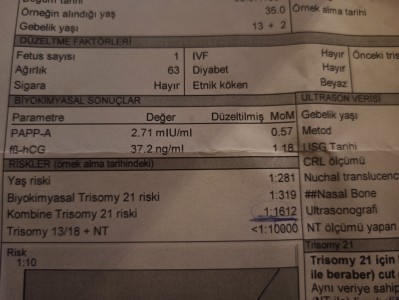 Doğum tarihi
Örneğin alındığı yaş 35.0 Örnek alma tarihi
Gebelik yaşı 13 + 2
DÜZELTME FAKTÖRLERİ
Fetus sayısı 1 IVF Hayır Önceki tris
Ağırlık 63 Diyabet Hayır
Sigara Hayır Etnik köken Beyaz
BİYOKİMYASAL SONUÇLAR ULTRASON VERİSİ
Parametre Değer Düzeltilmiş MoM Gebelik yaşı
PAPP-A 2.71 mIU/ml 0.57 Metod
fß-hCG 37.2 ng/ml 1.18 USG Tarihi
RİSKLER (örnek alma tarihindeki) CRL ölçümü
Yaş riski 1:281 Nuchal translucenc
Biyokimyasal Trisomy 21 riski 1:319 ##Nasal Bone
Kombine Trisomy 21 riski 1:1612 Ultrasonografi
Trisomy 13/18 + NT <1:10000 NT ölçümü yapan
Risk Trisomy 21
1:10 Trisomy 21 için
ile beraber) cut
Aynı veriye sahip